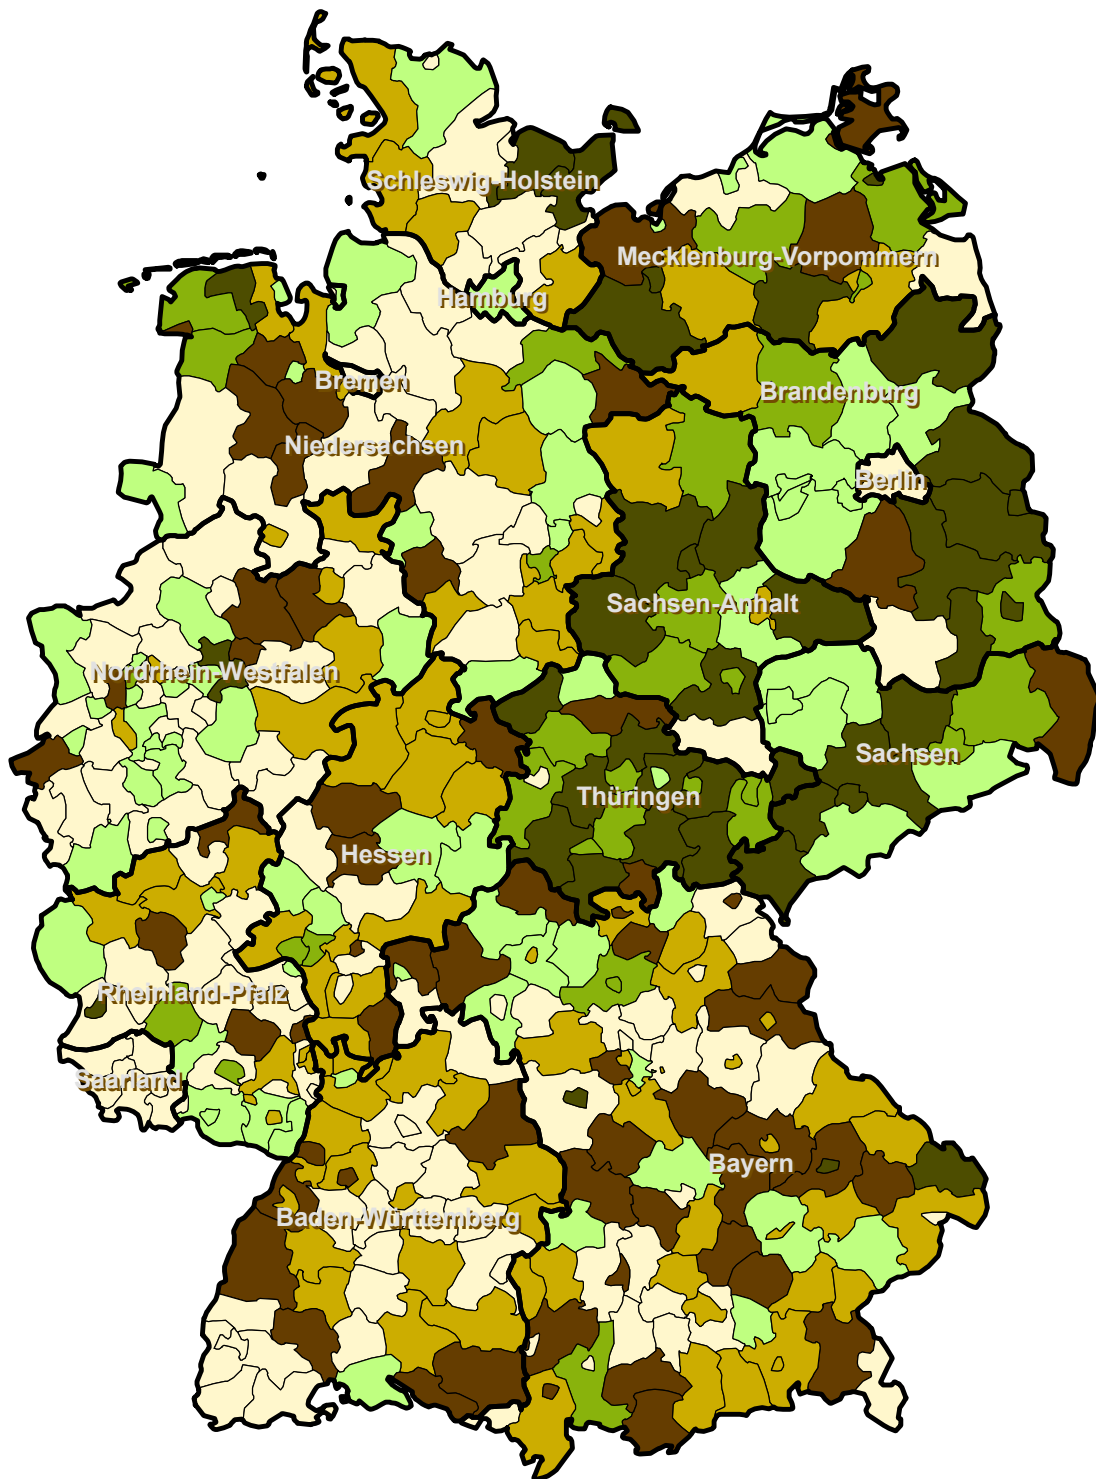 Schleswig-Holstein
Mecklenburg-Vorpommern
Hamburg
Bremen
Brandenburg
Niedersachsen
Berlin
Sachsen-Anhalt
Nordrhein-Westfalen
Sachsen
Thüringen
Hessen
Rheinland-Pfalz
Saarland
Bayern
Baden-Württemberg